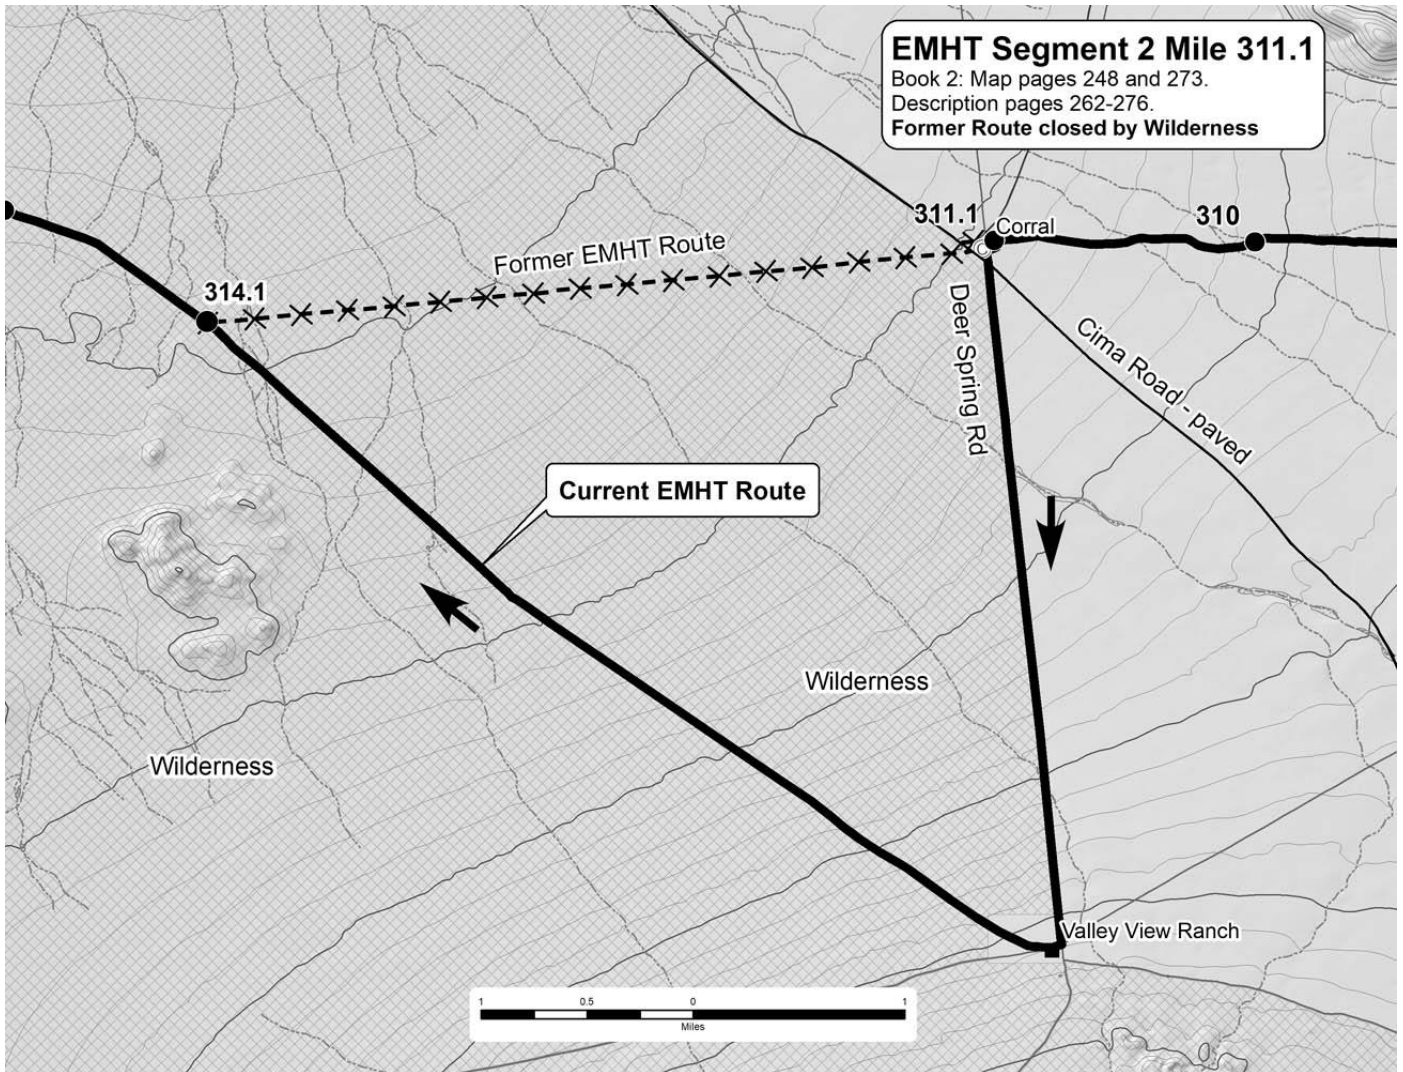 EMHT Segment 2 Mile 311.1
Book 2: Map pages 248 and 273.
Description pages 262-276.
Former Route closed by Wilderness
311.1
Corral
310
C
Former EMHT Route
314.1
Deer Spring Rd
Cima Road - paved
Current EMHT Route
Wilderness
Wilderness
Valley View Ranch
1 0.5 0 1
Miles